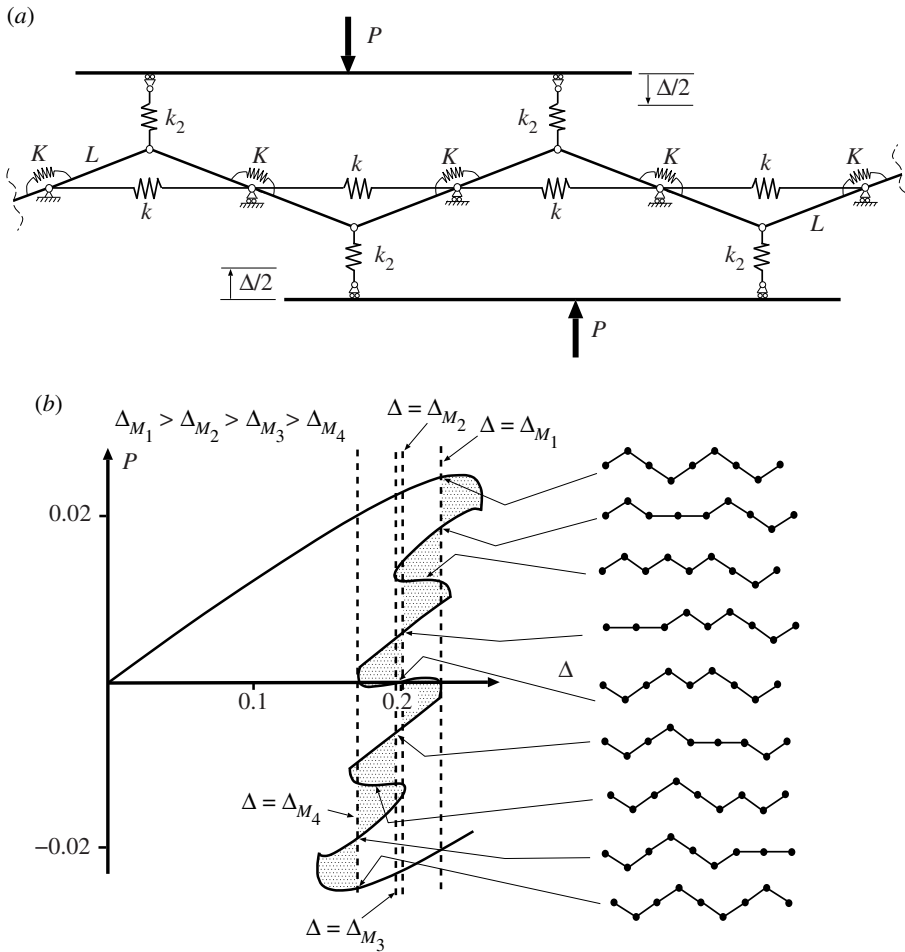 (a)
P
Δ/2
k₂
k₂
K
L
K
k
K
K
k
K
k
k
k
L
k₂
k₂
Δ/2
P
(b)
Δ_{M₁} > Δ_{M₂} > Δ_{M₃} > Δ_{M₄}
Δ = Δ_{M₂}
Δ = Δ_{M₁}
P
0.02
0.1
0.2
Δ
Δ = Δ_{M₄}
−0.02
Δ = Δ_{M₃}